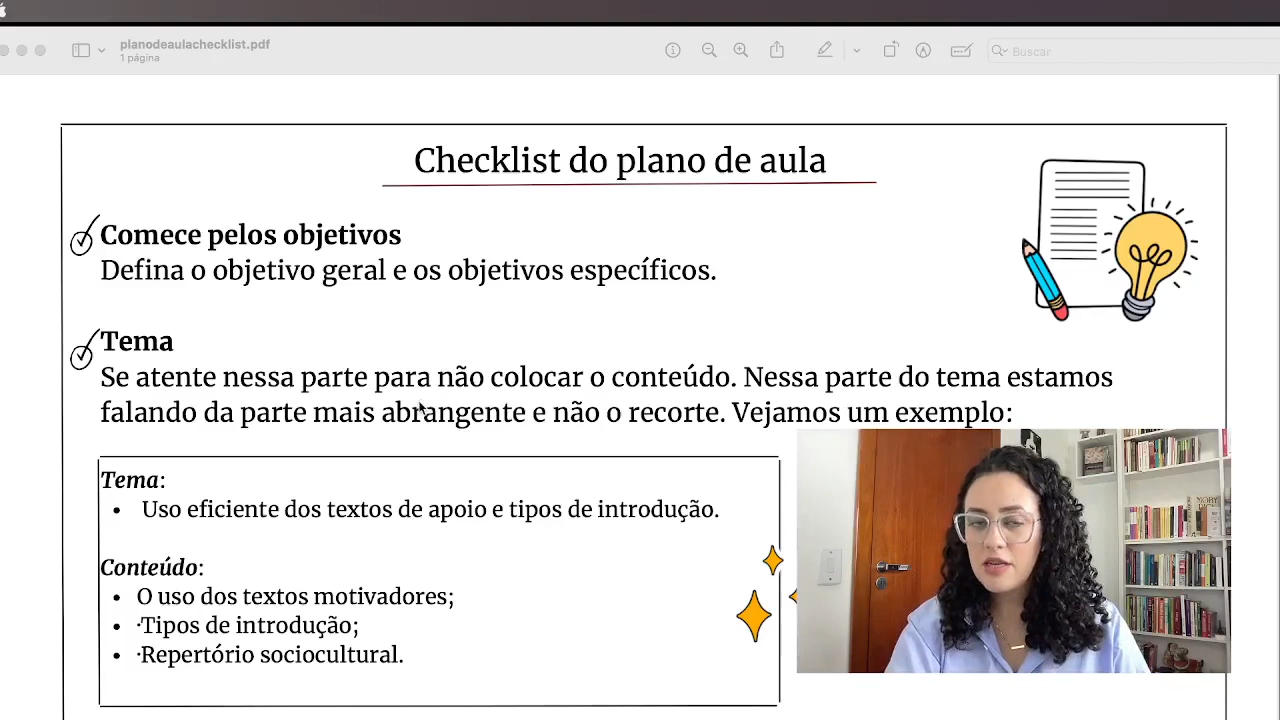 planodeaulachecklist.pdf
1 página
Buscar
Checklist do plano de aula
Comece pelos objetivos
Defina o objetivo geral e os objetivos específicos.
Tema
Se atente nessa parte para não colocar o conteúdo. Nessa parte do tema estamos
falando da parte mais abrangente e não o recorte. Vejamos um exemplo:
Tema:
• Uso eficiente dos textos de apoio e tipos de introdução.
Conteúdo:
• O uso dos textos motivadores;
• ·Tipos de introdução;
• ·Repertório sociocultural.
MOBY